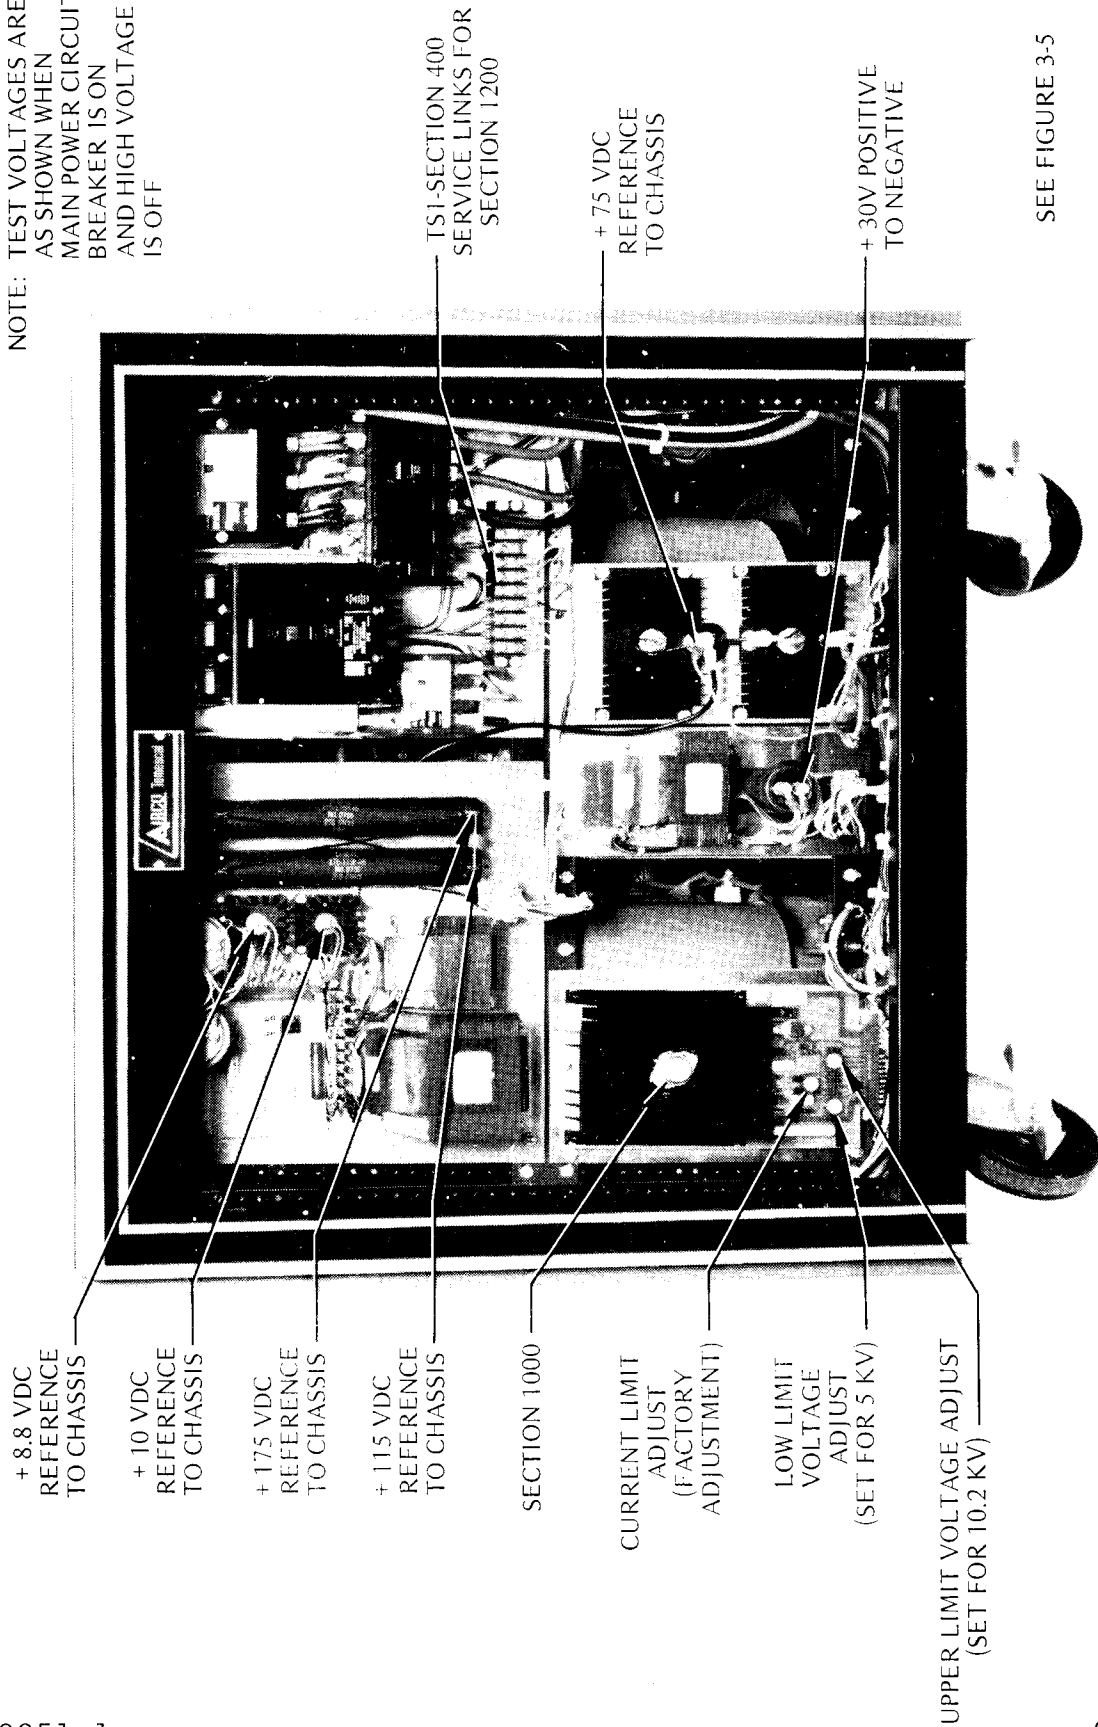 NOTE: TEST VOLTAGES ARE
AS SHOWN WHEN
MAIN POWER CIRCUIT
BREAKER IS ON
AND HIGH VOLTAGE
IS OFF
TS1-SECTION 400
SERVICE LINKS FOR
SECTION 1200
+ 75 VDC
REFERENCE
TO CHASSIS
+ 30V POSITIVE
TO NEGATIVE
SEE FIGURE 3-5
AIRCO Temescal
+ 8.8 VDC
REFERENCE
TO CHASSIS
+ 10 VDC
REFERENCE
TO CHASSIS
+ 175 VDC
REFERENCE
TO CHASSIS
+ 115 VDC
REFERENCE
TO CHASSIS
SECTION 1000
CURRENT LIMIT
ADJUST
(FACTORY
ADJUSTMENT)
LOW LIMIT
VOLTAGE
ADJUST
(SET FOR 5 KV)
UPPER LIMIT VOLTAGE ADJUST
(SET FOR 10.2 KV)